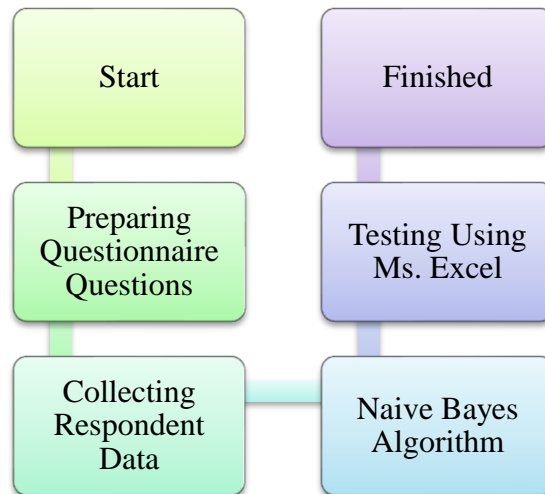 Start
Preparing
Questionnaire
Questions
Collecting
Respondent
Data
Naive Bayes
Algorithm
Testing Using
Ms. Excel
Finished